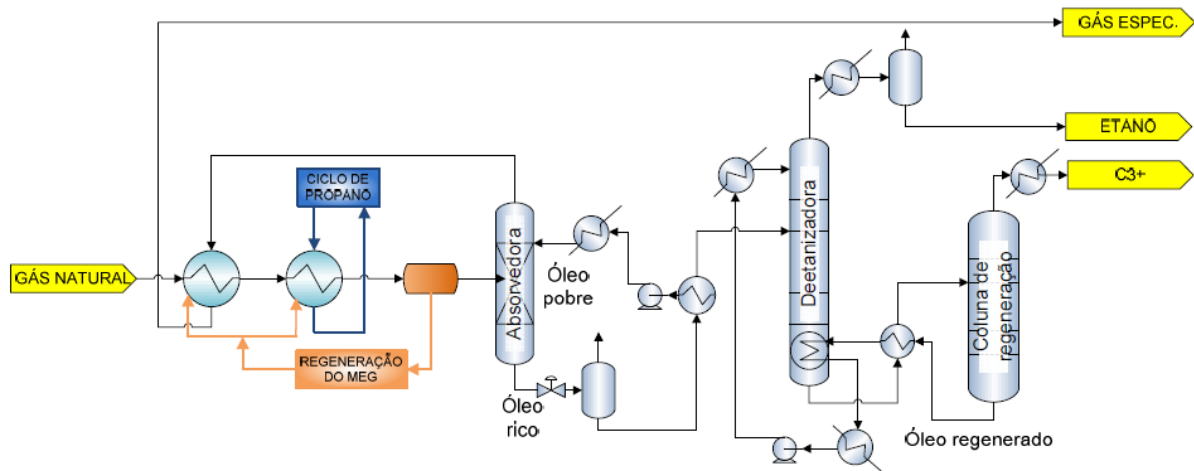 GÁS ESPEC.
ETANO
C3+
CICLO DE
PROPANO
GÁS NATURAL
Absorvedora
Óleo
pobre
Detanizadora
Coluna de
regeneração
REGENERAÇÃO
DO MEG
Óleo
rico
Óleo regenerado